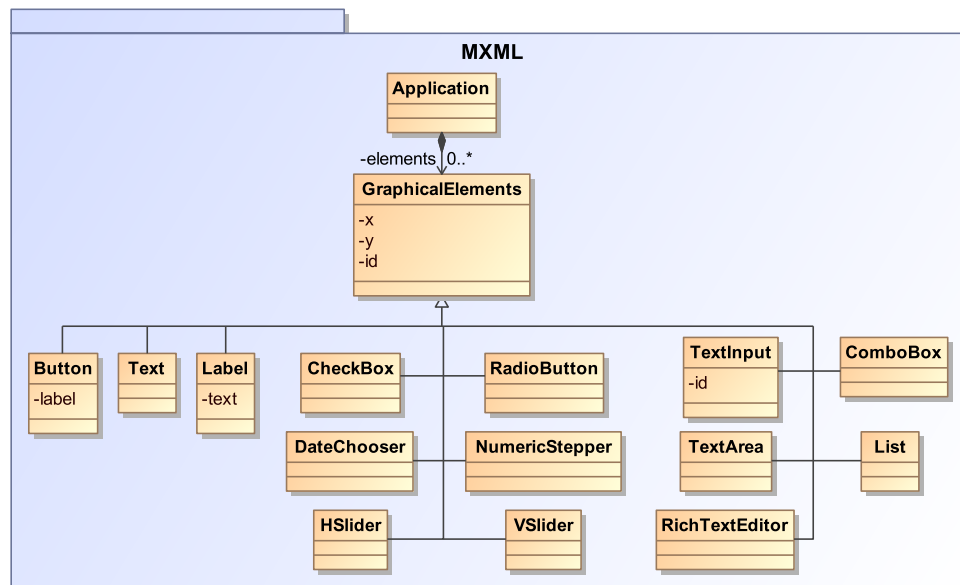 MXML
Application
-elements 0..*
GraphicalElements
-x
-y
-id
Button
-label
Text
Label
-text
CheckBox
RadioButton
TextInput
-id
ComboBox
DateChooser
NumericStepper
TextArea
List
HSlider
VSlider
RichTextEditor